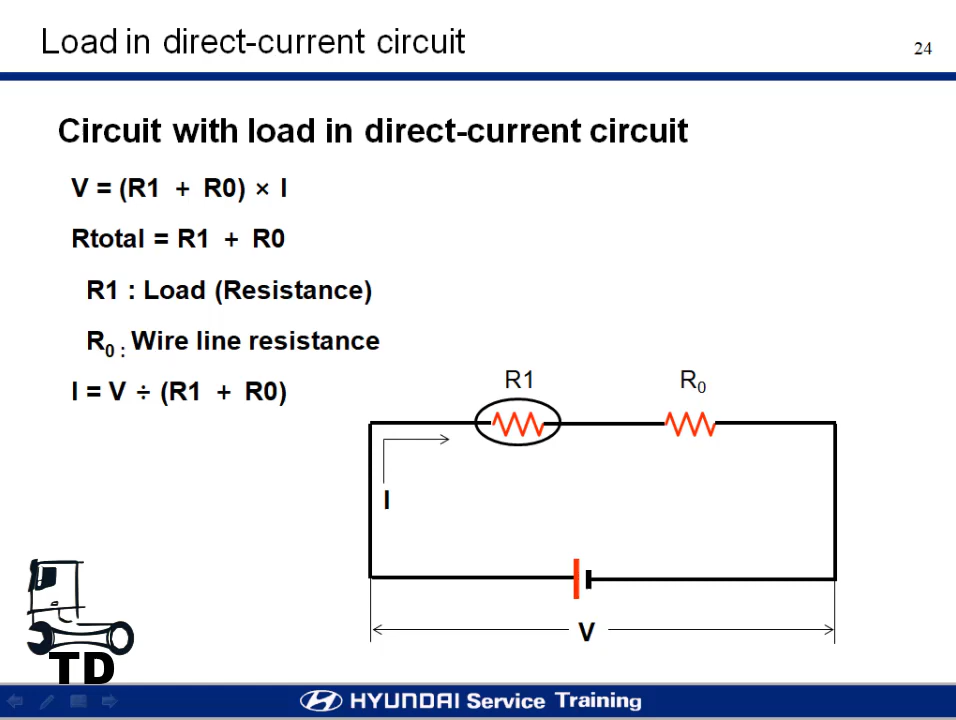 Load in direct-current circuit
24
Circuit with load in direct-current circuit
V = (R1 + R0) × I
Rtotal = R1 + R0
R1 : Load (Resistance)
R₀ : Wire line resistance
I = V ÷ (R1 + R0)
R1
R₀
I
V
TD
HYUNDAI Service Training